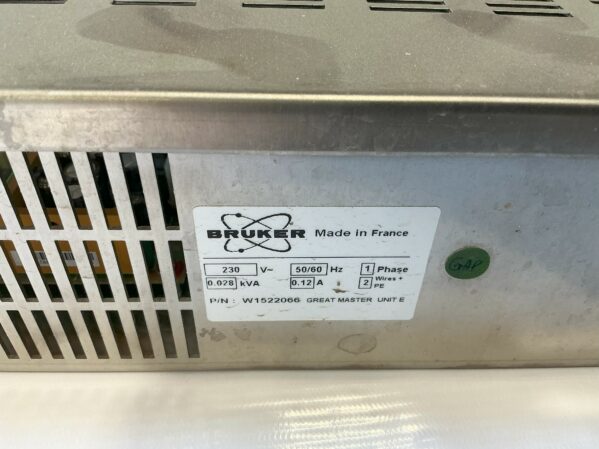 BRUKER Made in France
230 V~ 50/60 Hz 1 Phase
0.028 kVA 0.12 A 2 Wires + PE
P/N : W1522066 GREAT MASTER UNIT E
GAP